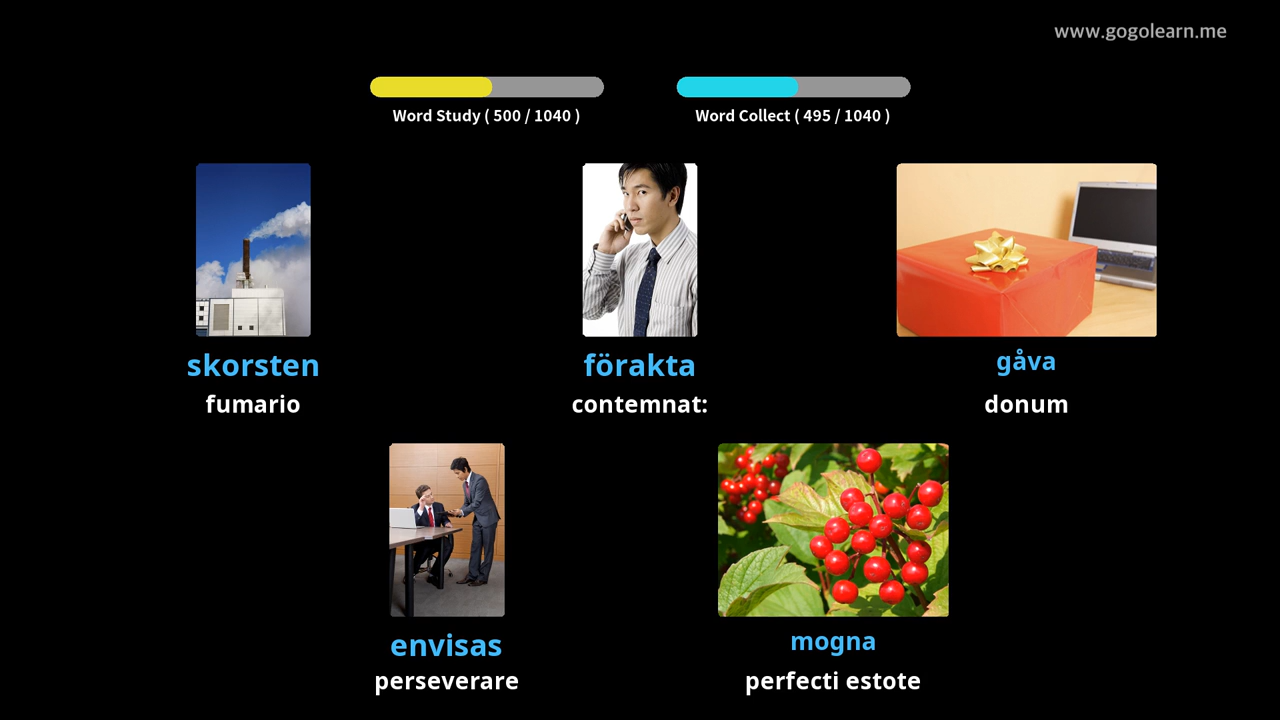 www.gogolearn.me
Word Study ( 500 / 1040 )
Word Collect ( 495 / 1040 )
skorsten
fumario
förakta
contemnat:
gåva
donum
envisas
perseverare
mogna
perfecti estote